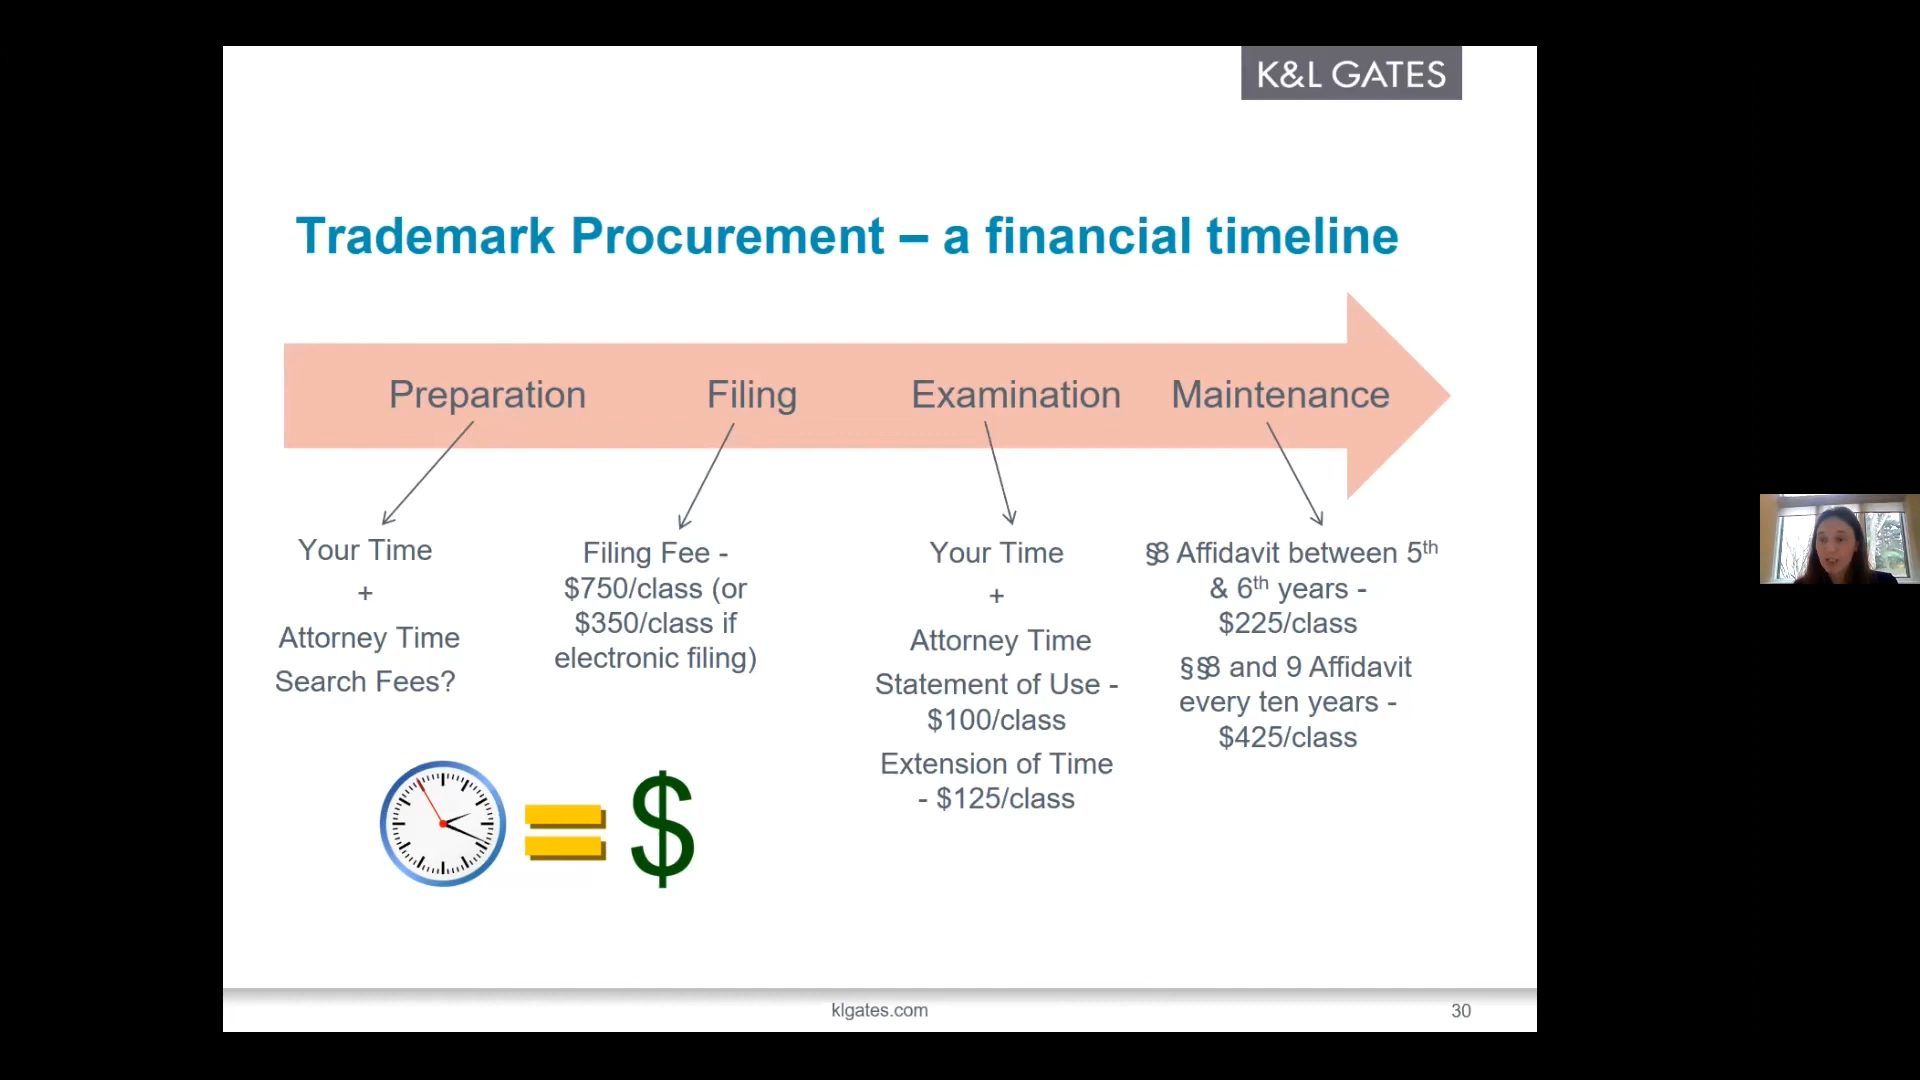 K&L GATES
Trademark Procurement – a financial timeline
Preparation
Filing
Examination
Maintenance
Your Time
+
Attorney Time
Search Fees?
Filing Fee -
$750/class (or
$350/class if
electronic filing)
Your Time
+
Attorney Time
Statement of Use -
$100/class
Extension of Time
- $125/class
§8 Affidavit between 5th
& 6th years -
$225/class
§§8 and 9 Affidavit
every ten years -
$425/class
$
klgates.com
30